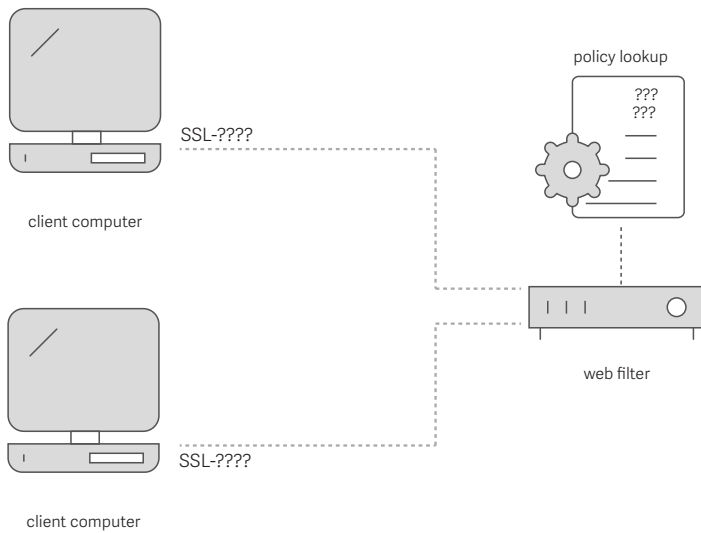 policy lookup
???
???
SSL-????
client computer
web filter
SSL-????
client computer